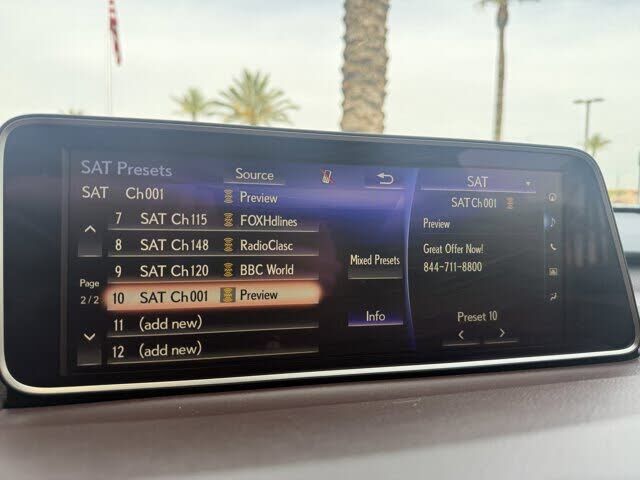 SAT Presets
Source
SAT Ch001
Preview
7 SAT Ch115 FOXHdlines
8 SAT Ch148 RadioClasc
9 SAT Ch120 BBC World
10 SAT Ch001 Preview
11 (add new)
12 (add new)
Page
2/2
Mixed Presets
Info
SAT
SAT Ch001
Preview
Great Offer Now!
844-711-8800
Preset 10